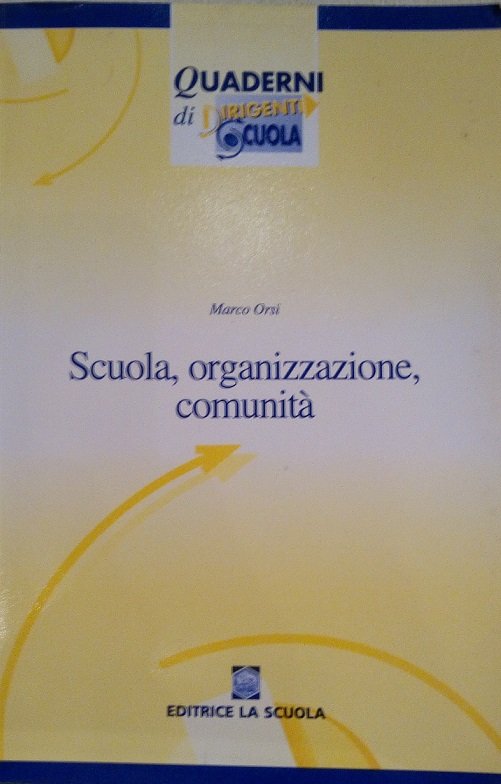 QUADERNI
di DIRIGENTI
SCUOLA
Marco Orsi
Scuola, organizzazione,
comunità
EDITRICE LA SCUOLA